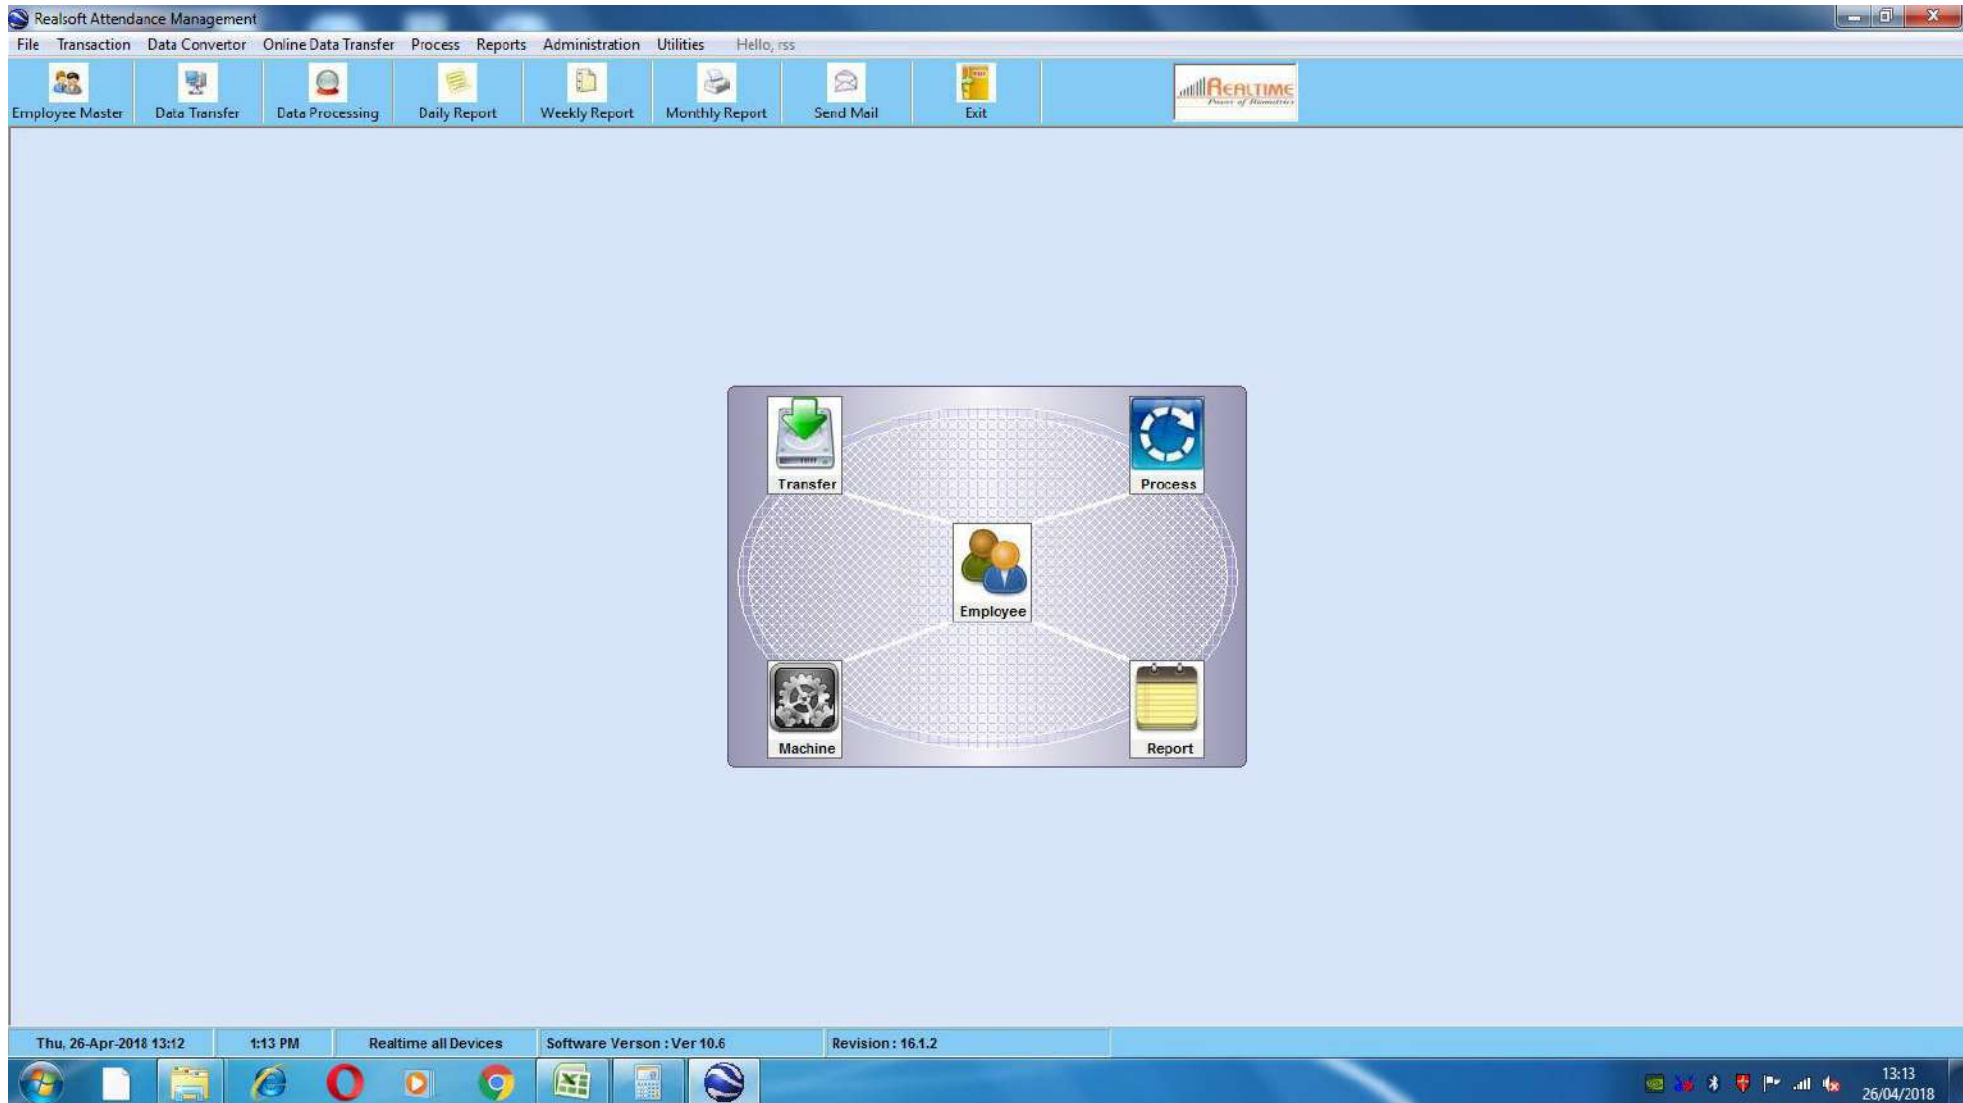 Realsoft Attendance Management
File Transaction Data Convertor Online Data Transfer Process Reports Administration Utilities Hello, rss
Employee Master Data Transfer Data Processing Daily Report Weekly Report Monthly Report Send Mail Exit
REALTIME
Power of Biometrics
Transfer
Process
Employee
Machine
Report
Thu, 26-Apr-2018 13:12 1:13 PM Realtime all Devices Software Verson : Ver 10.6 Revision : 16.1.2
13:13
26/04/2018